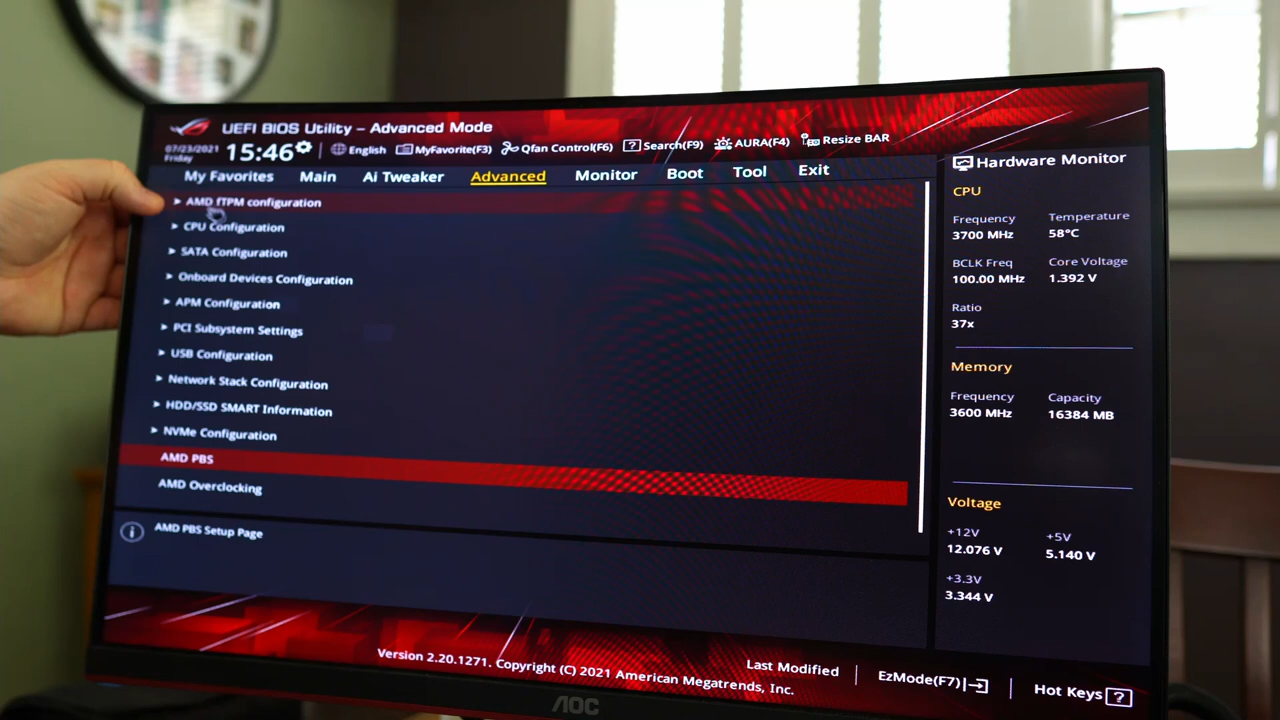 UEFI BIOS Utility – Advanced Mode
07/23/2021
Friday
15:46
English
MyFavorite(F3)
Qfan Control(F6)
Search(F9)
AURA(F4)
Resize BAR
My Favorites
Main
Ai Tweaker
Advanced
Monitor
Boot
Tool
Exit
AMD fTPM configuration
CPU Configuration
SATA Configuration
Onboard Devices Configuration
APM Configuration
PCI Subsystem Settings
USB Configuration
Network Stack Configuration
HDD/SSD SMART Information
NVMe Configuration
AMD PBS
AMD Overclocking
AMD PBS Setup Page
Hardware Monitor
CPU
Frequency
3700 MHz
Temperature
58°C
BCLK Freq
100.00 MHz
Core Voltage
1.392 V
Ratio
37x
Memory
Frequency
3600 MHz
Capacity
16384 MB
Voltage
+12V
12.076 V
+5V
5.140 V
+3.3V
3.344 V
Version 2.20.1271. Copyright (C) 2021 American Megatrends, Inc.
Last Modified
EzMode(F7)
Hot Keys ?
AOC